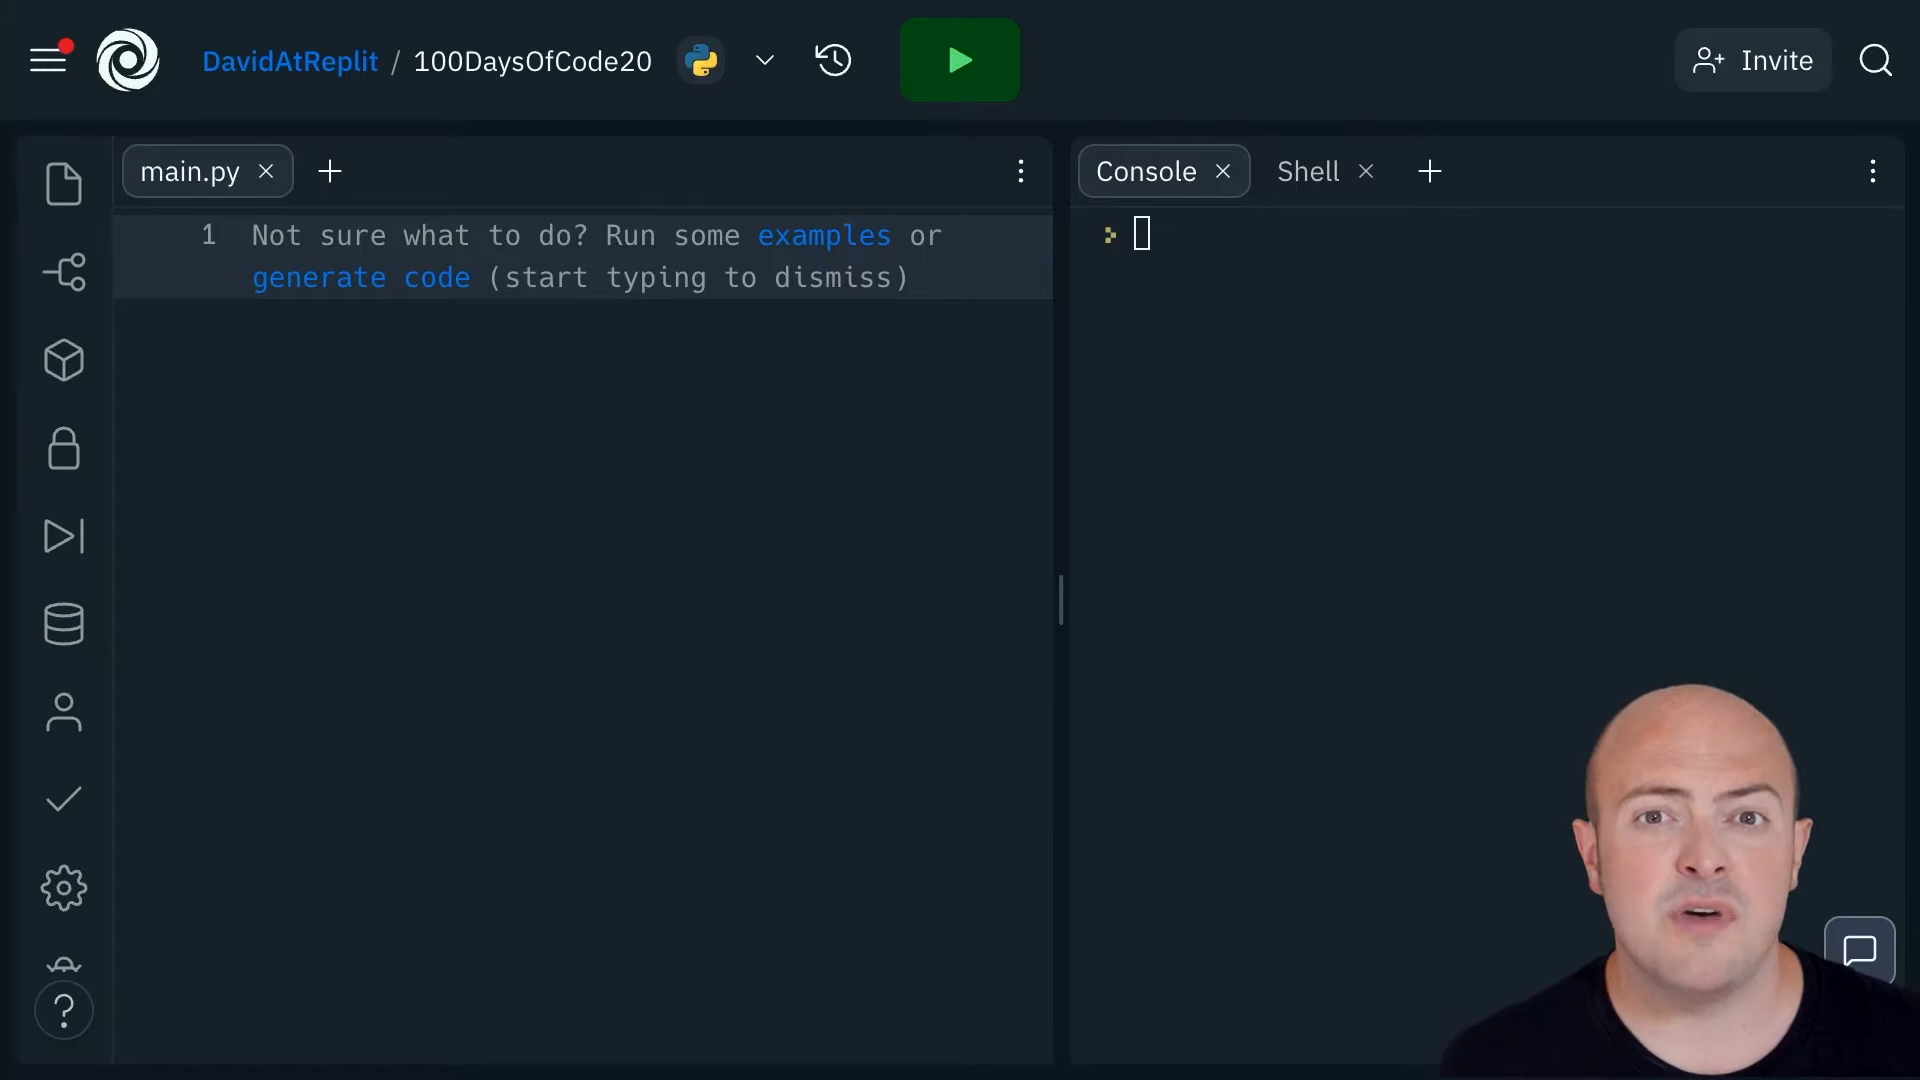 DavidAtReplit / 100DaysOfCode20
Invite
main.py
Console
Shell
1
Not sure what to do? Run some examples or
generate code (start typing to dismiss)
?